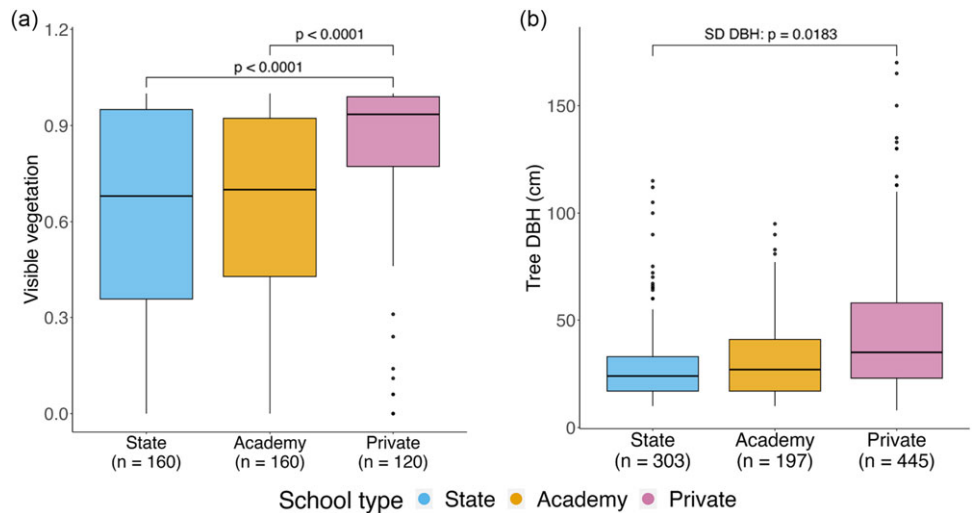 (a)
1.2
0.9
0.6
0.3
0.0
Visible vegetation
p < 0.0001
p < 0.0001
State
(n = 160)
Academy
(n = 160)
Private
(n = 120)
(b)
150
100
50
0
Tree DBH (cm)
SD DBH: p = 0.0183
State
(n = 303)
Academy
(n = 197)
Private
(n = 445)
School type State Academy Private